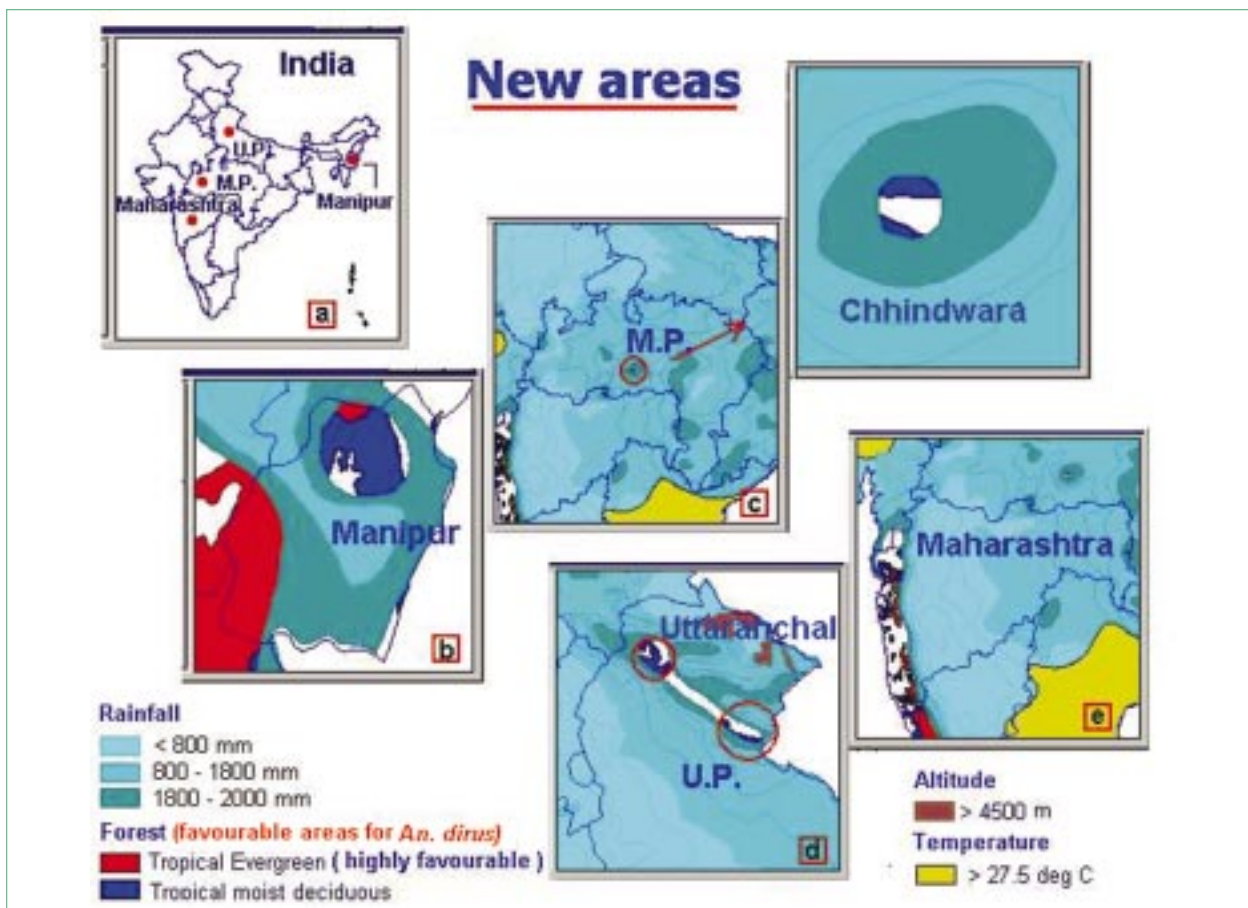 New areas
India
U.P.
M.P.
Maharashtra
Manipur
a
Chhindwara
M.P.
c
Manipur
b
Maharashtra
e
Uttaranchal
U.P.
d
Rainfall
< 800 mm
800 - 1800 mm
1800 - 2000 mm
Forest (favourable areas for An. dirus)
Tropical Evergreen ( highly favourable )
Tropical moist deciduous
Altitude
> 4500 m
Temperature
> 27.5 deg C